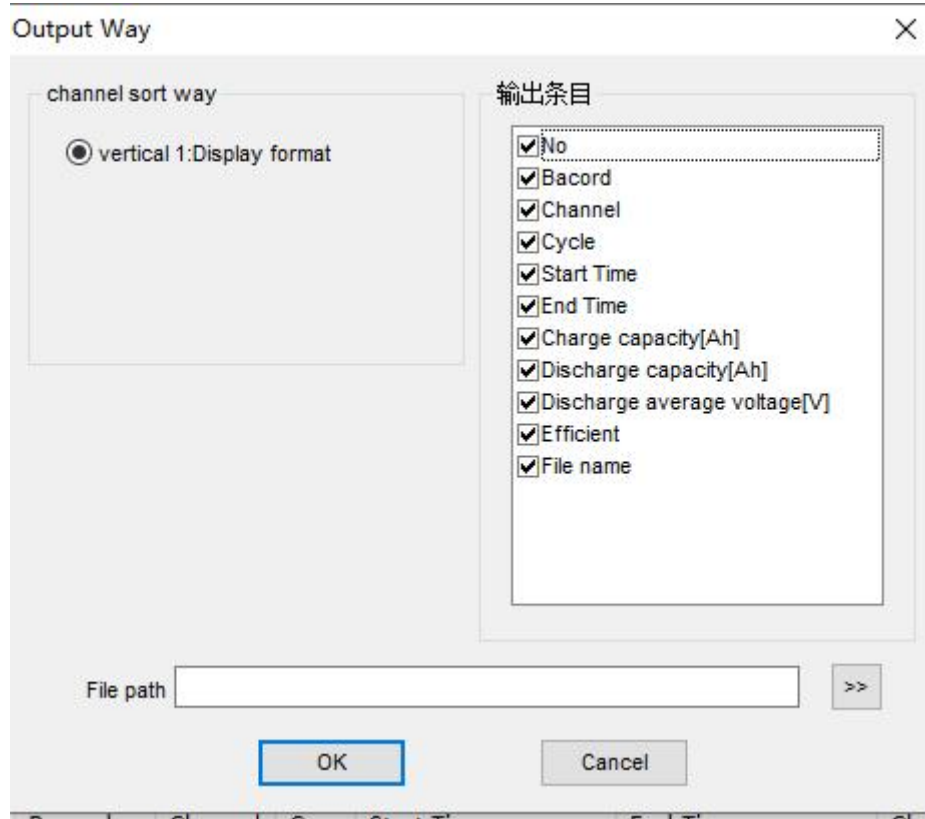 Output Way
channel sort way
vertical 1:Display format
输出条目
No
Bacord
Channel
Cycle
Start Time
End Time
Charge capacity[Ah]
Discharge capacity[Ah]
Discharge average voltage[V]
Efficient
File name
File path
>>
OK
Cancel